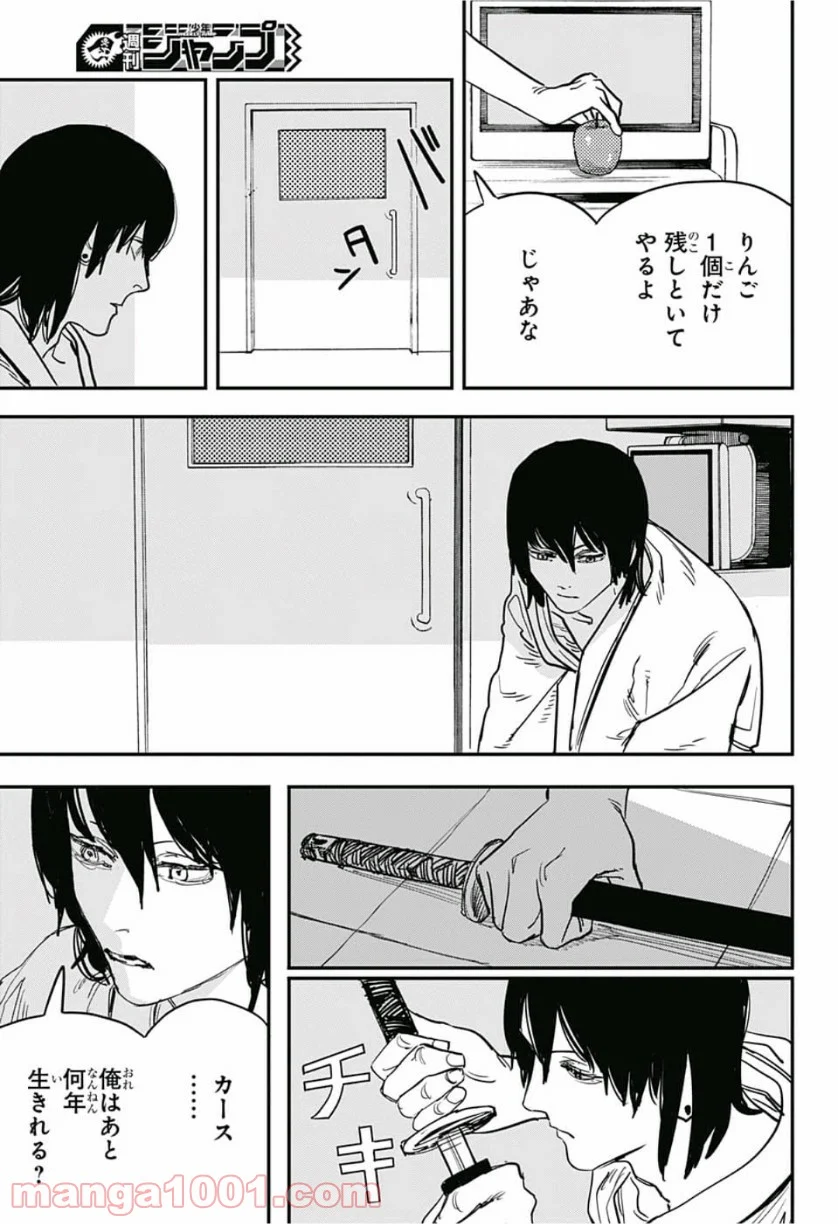 週刊
少年
ジャンプ
りんご
1個だけ
残しといて
やるよ
じゃあな
バタン
チキ
カース
……
俺はあと
何年
生きれる?
manga1001.com